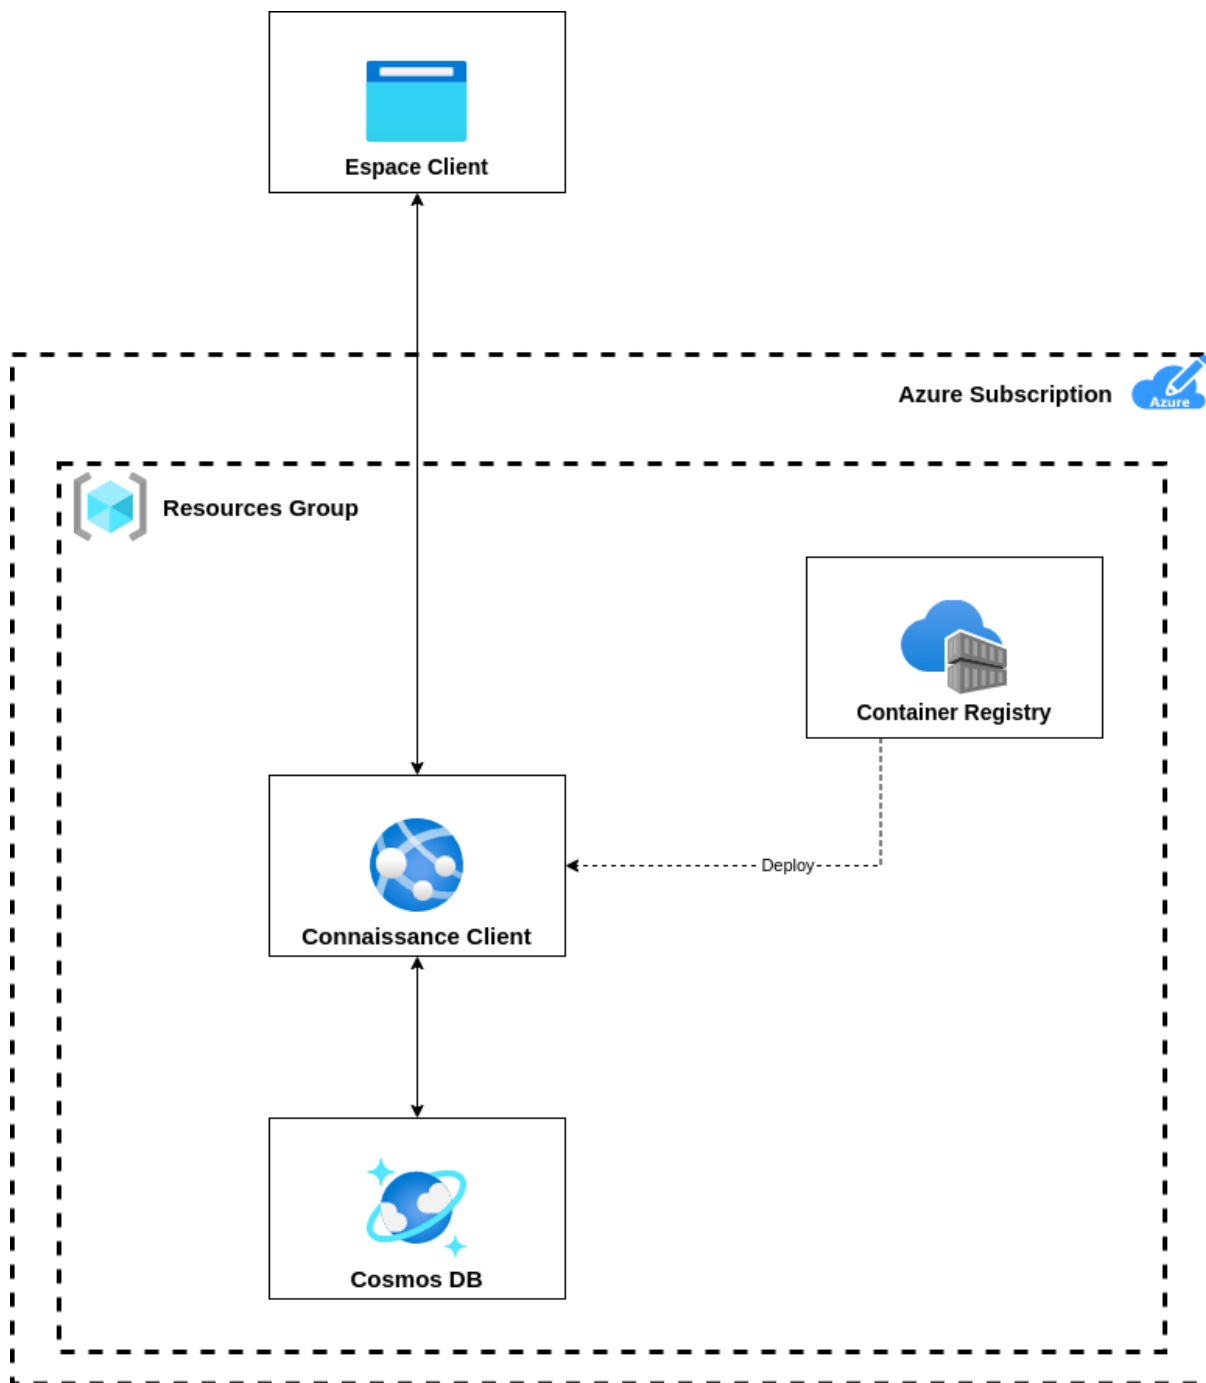 Espace Client
Azure Subscription
Azure
Resources Group
Container Registry
Deploy
Connaissance Client
Cosmos DB